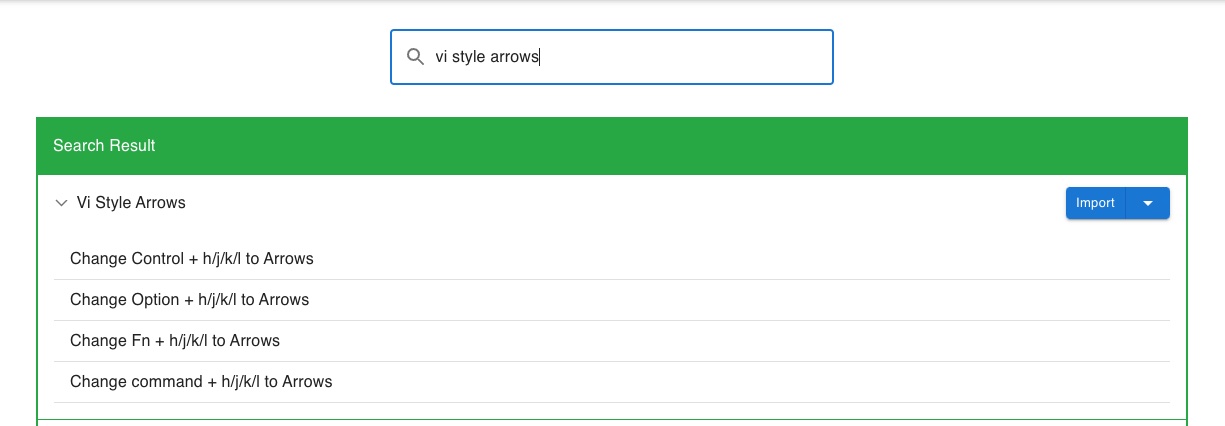 vi style arrows
Search Result
Vi Style Arrows
Import
Change Control + h/j/k/l to Arrows
Change Option + h/j/k/l to Arrows
Change Fn + h/j/k/l to Arrows
Change command + h/j/k/l to Arrows